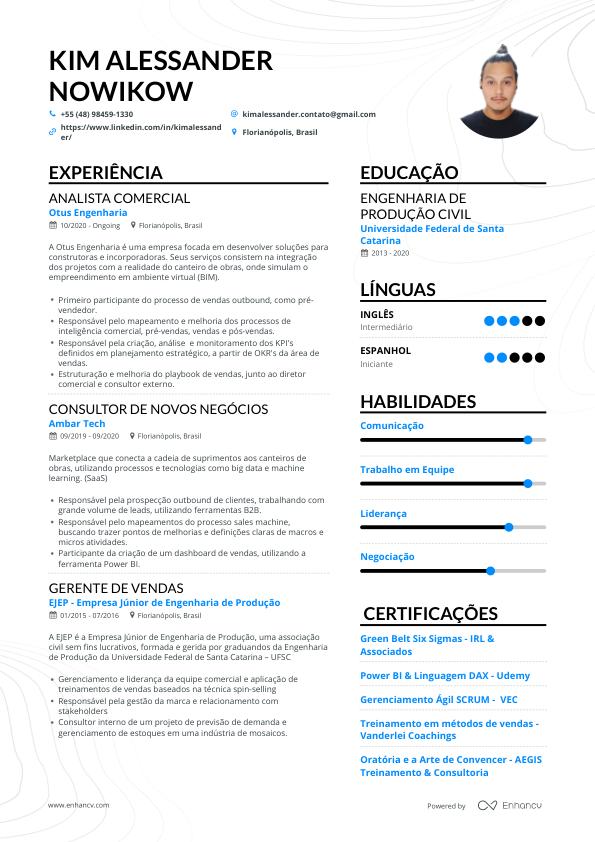 KIM ALESSANDER
NOWIKOW
+55 (48) 98459-1330
kimalessander.contato@gmail.com
https://www.linkedin.com/in/kimalessand
er/
Florianópolis, Brasil
EXPERIÊNCIA
ANALISTA COMERCIAL
Otus Engenharia
10/2020 - Ongoing Florianópolis, Brasil
A Otus Engenharia é uma empresa focada em desenvolver soluções para
construtoras e incorporadoras. Seus serviços consistem na integração
dos projetos com a realidade do canteiro de obras, onde simulam o
empreendimento em ambiente virtual (BIM).
• Primeiro participante do processo de vendas outbound, como pré-
vendedor.
• Responsável pelo mapeamento e melhoria dos processos de
inteligência comercial, pré-vendas, vendas e pós-vendas.
• Responsável pela criação, análise e monitoramento dos KPI's
definidos em planejamento estratégico, a partir de OKR's da área de
vendas.
• Estruturação e melhoria do playbook de vendas, junto ao diretor
comercial e consultor externo.
CONSULTOR DE NOVOS NEGÓCIOS
Ambar Tech
09/2019 - 09/2020 Florianópolis, Brasil
Marketplace que conecta a cadeia de suprimentos aos canteiros de
obras, utilizando processos e tecnologias como big data e machine
learning. (SaaS)
• Responsável pela prospecção outbound de clientes, trabalhando com
grande volume de leads, utilizando ferramentas B2B.
• Responsável pelo mapeamentos do processo sales machine,
buscando trazer pontos de melhorias e definições claras de macros e
micros atividades.
• Participante da criação de um dashboard de vendas, utilizando a
ferramenta Power BI.
GERENTE DE VENDAS
EJEP - Empresa Júnior de Engenharia de Produção
01/2015 - 07/2016 Florianópolis, Brasil
A EJEP é a Empresa Júnior de Engenharia de Produção, uma associação
civil sem fins lucrativos, formada e gerida por graduandos da Engenharia
de Produção da Universidade Federal de Santa Catarina – UFSC
• Gerenciamento e liderança da equipe comercial e aplicação de
treinamentos de vendas baseados na técnica spin-selling
• Responsável pela gestão da marca e relacionamento com
stakeholders
• Consultor interno de um projeto de previsão de demanda e
gerenciamento de estoques em uma indústria de mosaicos.
EDUCAÇÃO
ENGENHARIA DE
PRODUÇÃO CIVIL
Universidade Federal de Santa
Catarina
2013 - 2020
LÍNGUAS
INGLÊS
Intermediário
ESPANHOL
Iniciante
HABILIDADES
Comunicação
Trabalho em Equipe
Liderança
Negociação
CERTIFICAÇÕES
Green Belt Six Sigmas - IRL &
Associados
Power BI & Linguagem DAX - Udemy
Gerenciamento Ágil SCRUM - VEC
Treinamento em métodos de vendas -
Vanderlei Coachings
Oratória e a Arte de Convencer - AEGIS
Treinamento & Consultoria
www.enhancv.com
Powered by Enhancv